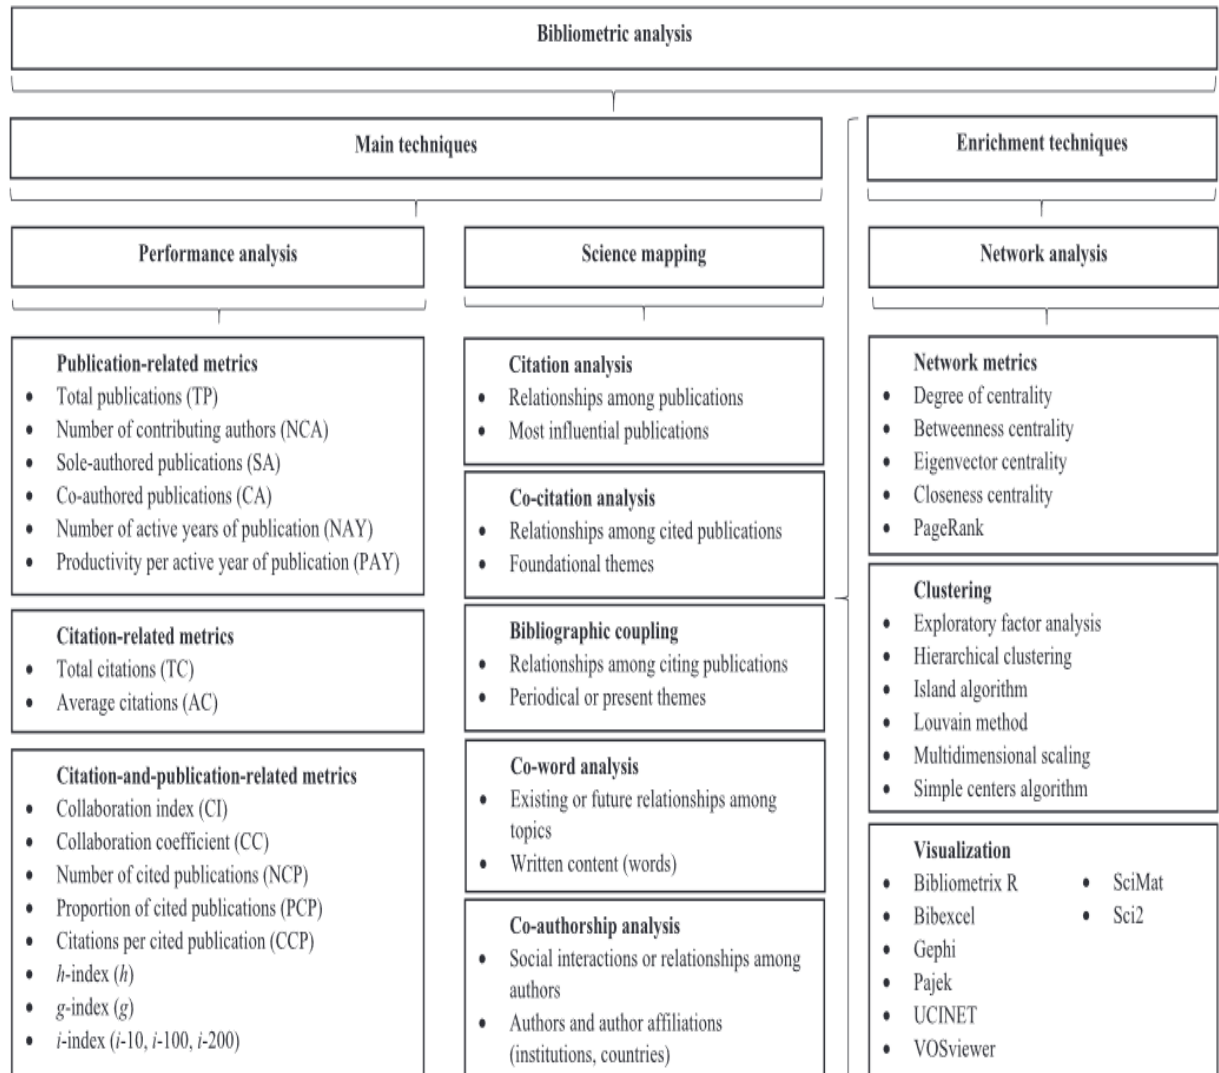 Bibliometric analysis
Main techniques
Enrichment techniques
Performance analysis
Science mapping
Network analysis
Publication-related metrics
• Total publications (TP)
• Number of contributing authors (NCA)
• Sole-authored publications (SA)
• Co-authored publications (CA)
• Number of active years of publication (NAY)
• Productivity per active year of publication (PAY)
Citation-related metrics
• Total citations (TC)
• Average citations (AC)
Citation-and-publication-related metrics
• Collaboration index (CI)
• Collaboration coefficient (CC)
• Number of cited publications (NCP)
• Proportion of cited publications (PCP)
• Citations per cited publication (CCP)
• h-index (h)
• g-index (g)
• i-index (i-10, i-100, i-200)
Citation analysis
• Relationships among publications
• Most influential publications
Co-citation analysis
• Relationships among cited publications
• Foundational themes
Bibliographic coupling
• Relationships among citing publications
• Periodical or present themes
Co-word analysis
• Existing or future relationships among
topics
• Written content (words)
Co-authorship analysis
• Social interactions or relationships among
authors
• Authors and author affiliations
(institutions, countries)
Network metrics
• Degree of centrality
• Betweenness centrality
• Eigenvector centrality
• Closeness centrality
• PageRank
Clustering
• Exploratory factor analysis
• Hierarchical clustering
• Island algorithm
• Louvain method
• Multidimensional scaling
• Simple centers algorithm
Visualization
• Bibliometrix R
• Bibexcel
• Gephi
• Pajek
• UCINET
• VOSviewer
• SciMat
• Sci2